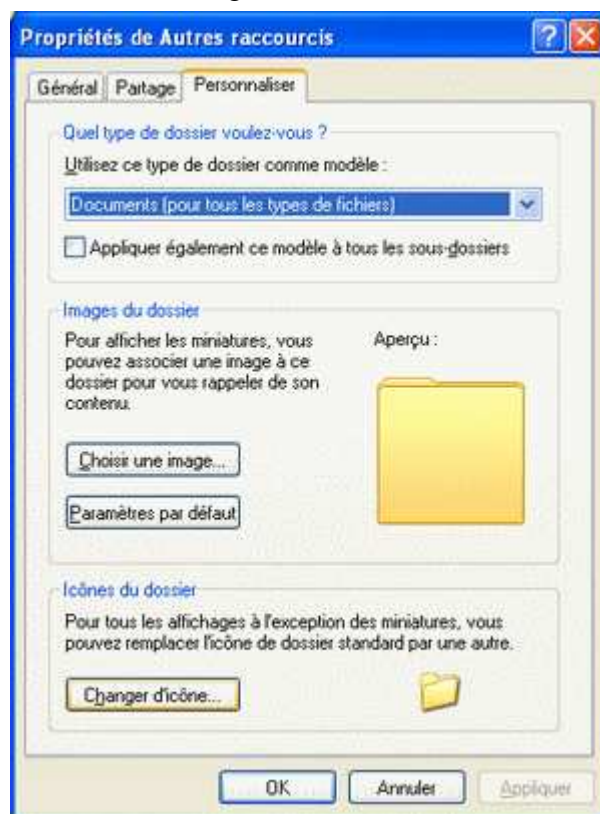 Propriétés de Autres raccourcis
Général Partage Personnaliser
Quel type de dossier voulez-vous ?
Utilisez ce type de dossier comme modèle :
Documents (pour tous les types de fichiers)
Appliquer également ce modèle à tous les sous-dossiers
Images du dossier
Pour afficher les miniatures, vous
pouvez associer une image à ce
dossier pour vous rappeler de son
contenu.
Aperçu :
Choisir une image...
Paramètres par défaut
Icônes du dossier
Pour tous les affichages à l'exception des miniatures, vous
pouvez remplacer l'icône de dossier standard par une autre.
Changer d'icône...
OK Annuler Appliquer